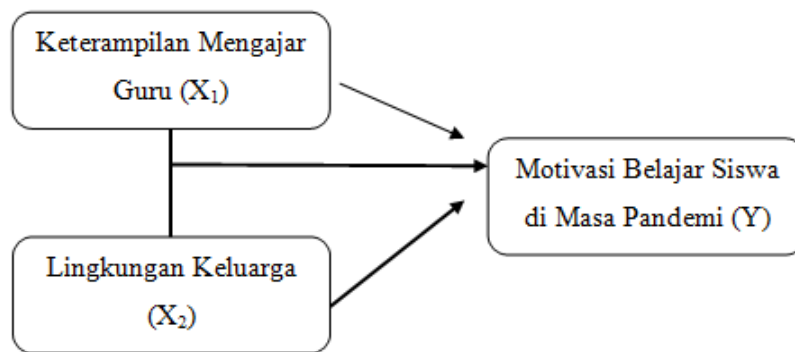 Keterampilan Mengajar
Guru (X₁)
Motivasi Belajar Siswa
di Masa Pandemi (Y)
Lingkungan Keluarga
(X₂)